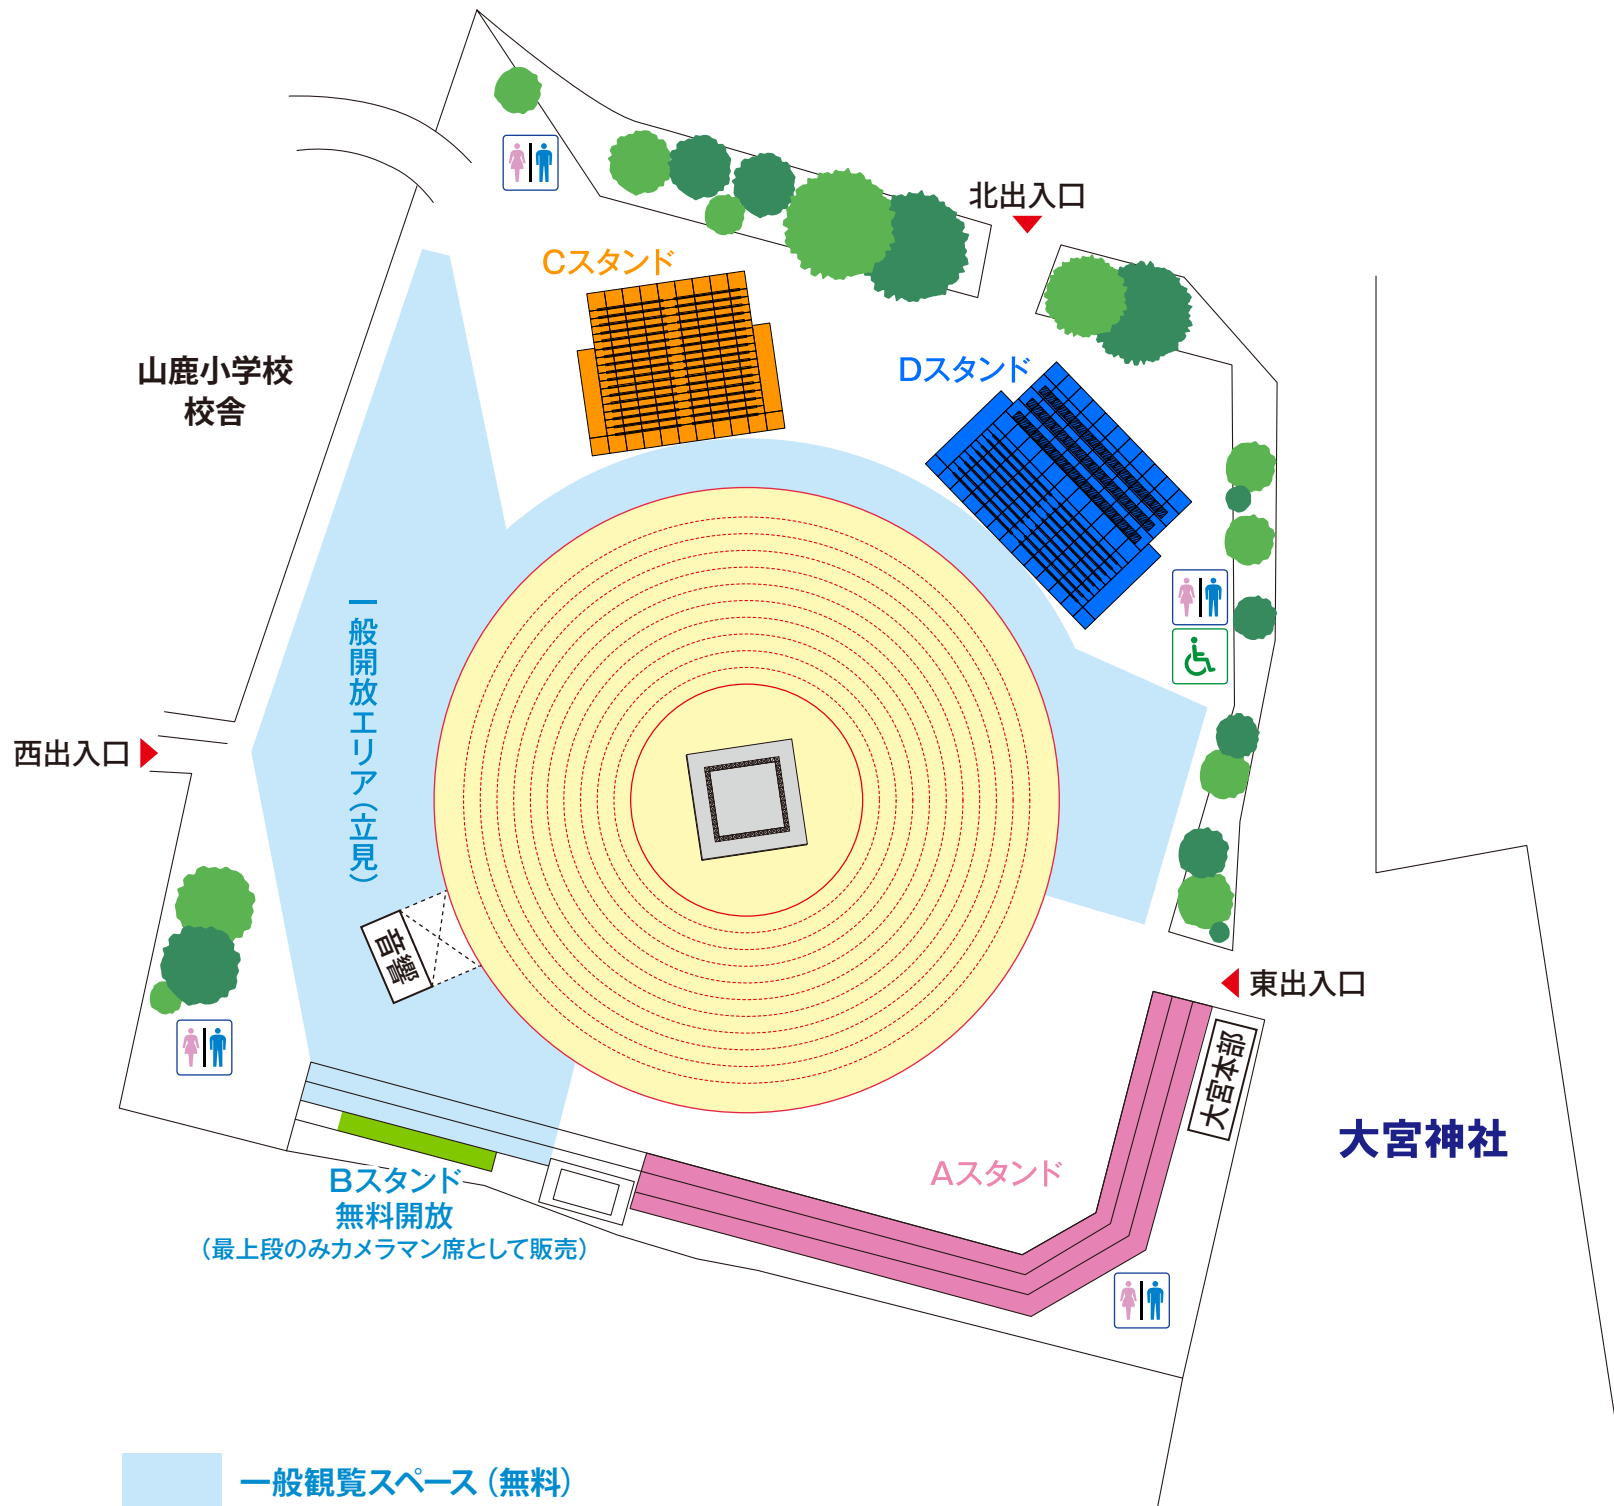 北出入口
Cスタンド
山鹿小学校
校舎
Dスタンド
一般開放エリア（立見）
西出入口
音響
東出入口
大宮本部
大宮神社
Aスタンド
Bスタンド
無料開放
（最上段のみカメラマン席として販売）
一般観覧スペース（無料）